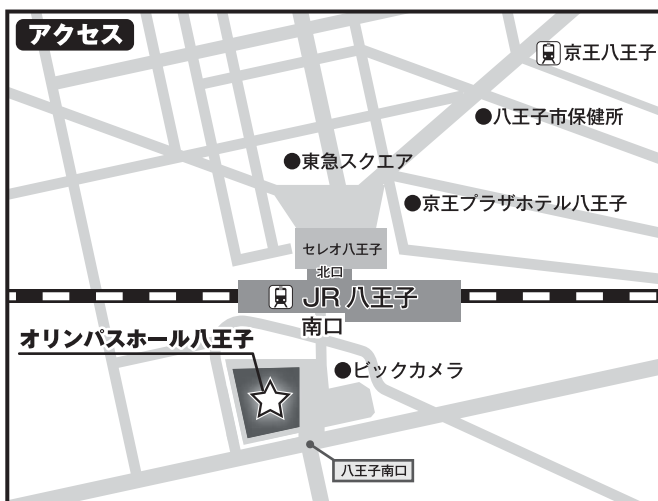 アクセス
京王八王子
●八王子市保健所
●東急スクエア
●京王プラザホテル八王子
セレオ八王子
北口
JR 八王子
南口
オリンパスホール八王子
●ビックカメラ
八王子南口